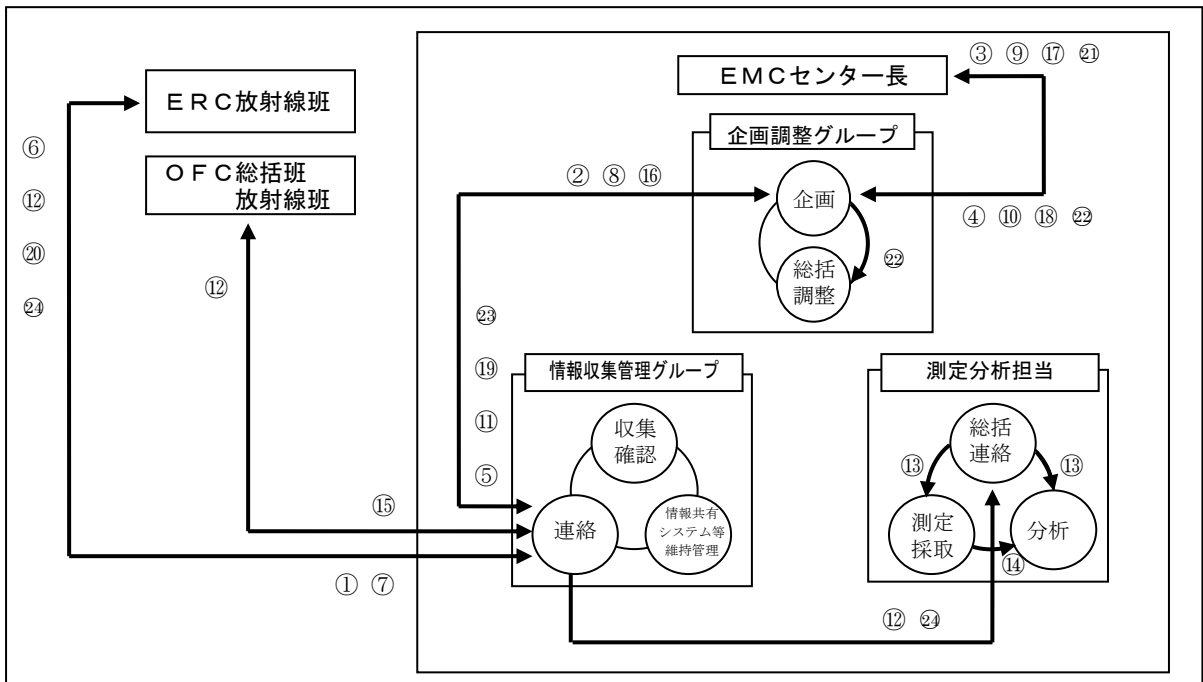 ③ ⑨ ⑰ ㉑
EMCセンター長
ERC放射線班
企画調整グループ
⑥
OFC総括班
放射線班
② ⑧ ⑯
企画
⑫
④ ⑩ ⑱ ㉒
⑳
㉒
総括
調整
⑫
㉔
㉓
⑲
情報収集管理グループ
測定分析担当
⑪
収集
確認
総括
連絡
⑬
⑬
⑤
⑮
連絡
情報共有
システム等
維持管理
測定
採取
分析
⑭
① ⑦
⑫ ㉔